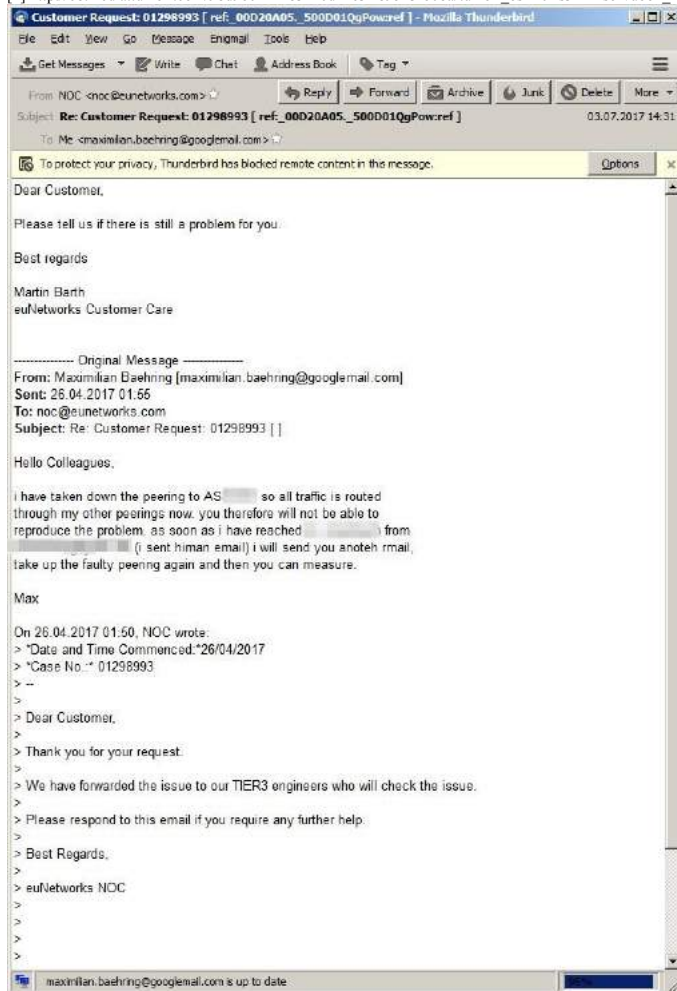 Customer Request: 01298993 [ ref:_00D20A05._500D01QgPow:ref ] - Mozilla Thunderbird
File Edit View Go Message Enigmail Tools Help
Get Messages Write Chat Address Book Tag
From NOC <noc@eunetworks.com> Reply Forward Archive Junk Delete More
Subject Re: Customer Request: 01298993 [ ref:_00D20A05._500D01QgPow:ref ] 03.07.2017 14:31
To Me <maximilian.baehring@googlemail.com>
To protect your privacy, Thunderbird has blocked remote content in this message. Options
Dear Customer,
Please tell us if there is still a problem for you.
Best regards
Martin Barth
euNetworks Customer Care
--------------- Original Message ---------------
From: Maximilian Baehring [maximilian.baehring@googlemail.com]
Sent: 26.04.2017 01:55
To: noc@eunetworks.com
Subject: Re: Customer Request: 01298993 [ ]
Hello Colleagues,
i have taken down the peering to AS so all traffic is routed
through my other peerings now. you therefore will not be able to
reproduce the problem. as soon as i have reached from
(i sent himan email) i will send you anoteh rmail,
take up the faulty peering again and then you can measure.
Max
On 26.04.2017 01:50, NOC wrote:
> *Date and Time Commenced:*26/04/2017
> *Case No.:* 01298993
> --
>
> Dear Customer,
>
> Thank you for your request.
>
> We have forwarded the issue to our TIER3 engineers who will check the issue.
>
> Please respond to this email if you require any further help.
>
> Best Regards,
>
> euNetworks NOC
>
>
>
>
maximilian.baehring@googlemail.com is up to date